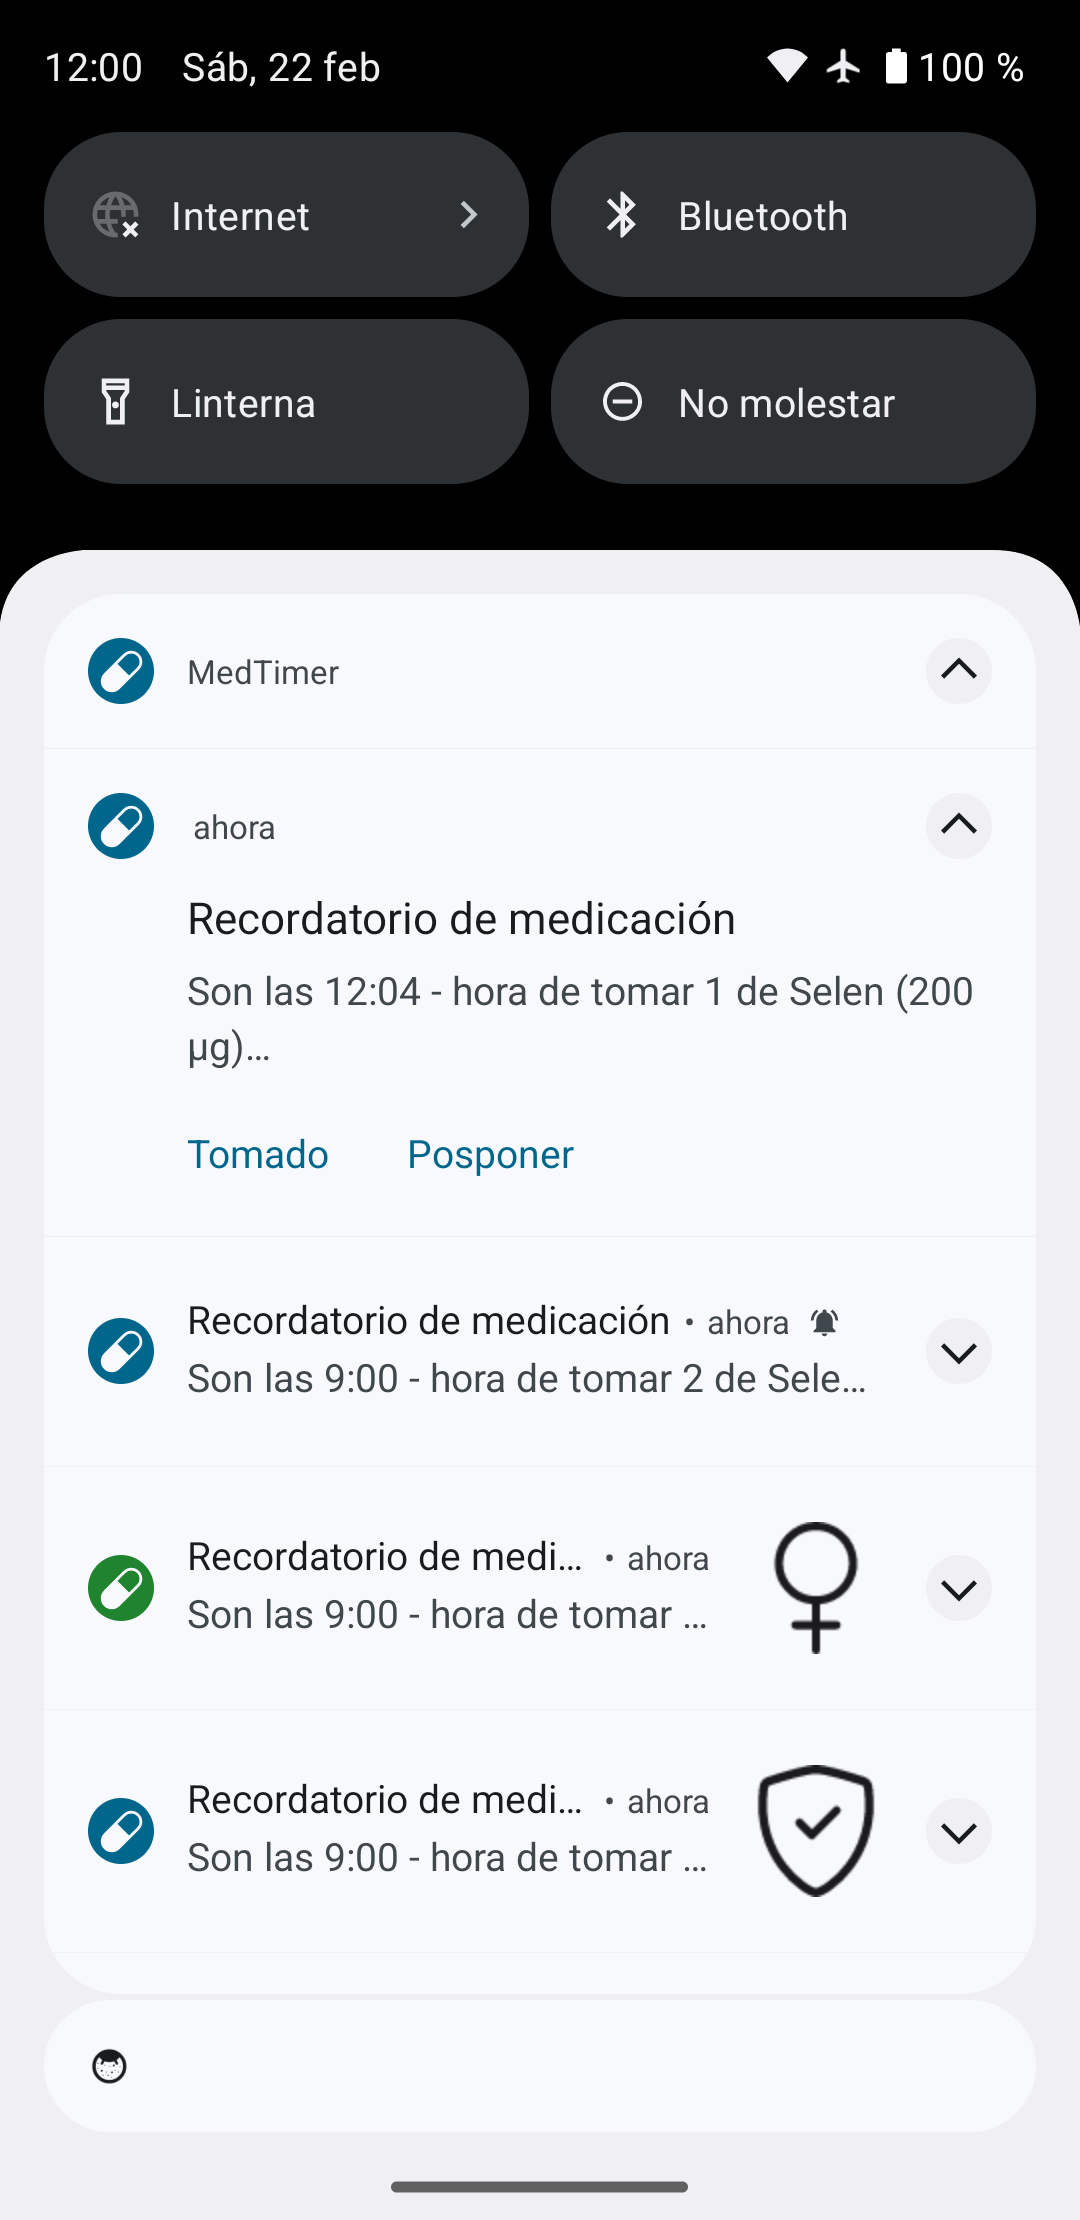 12:00 Sáb, 22 feb 100 %
Internet
Bluetooth
Linterna
No molestar
MedTimer
ahora
Recordatorio de medicación
Son las 12:04 - hora de tomar 1 de Selen (200
µg)…
Tomado Posponer
Recordatorio de medicación • ahora
Son las 9:00 - hora de tomar 2 de Sele…
Recordatorio de medi… • ahora
Son las 9:00 - hora de tomar …
Recordatorio de medi… • ahora
Son las 9:00 - hora de tomar …